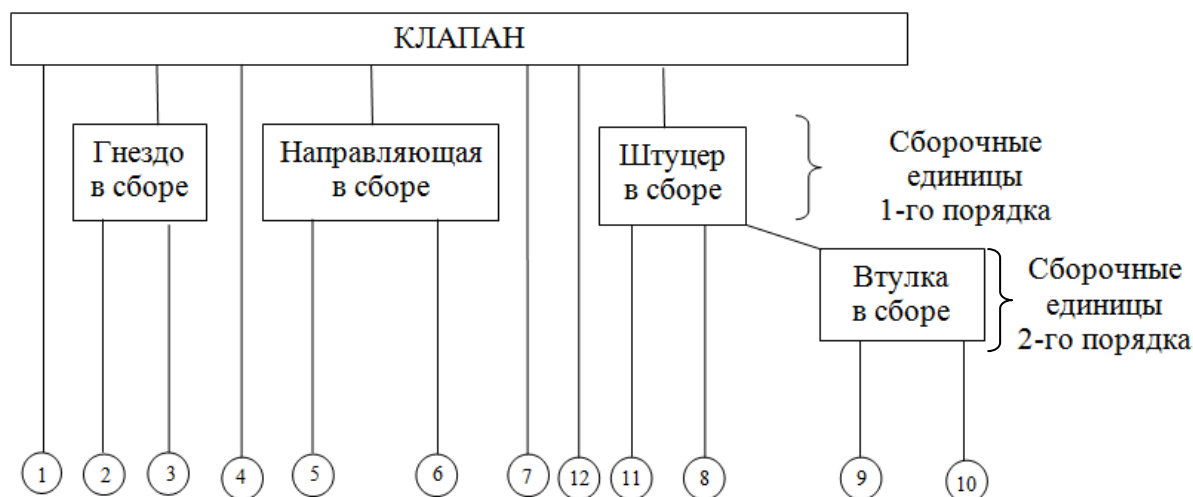 КЛАПАН
Гнездо
в сборе
Направляющая
в сборе
Штуцер
в сборе
Сборочные
единицы
1-го порядка
Втулка
в сборе
Сборочные
единицы
2-го порядка
1 2 3 4 5 6 7 12 11 8 9 10